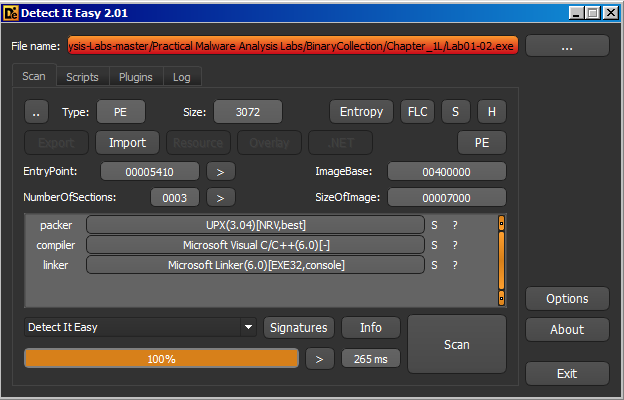 Detect It Easy 2.01
File name: ysis-Labs-master/Practical Malware Analysis Labs/BinaryCollection/Chapter_1L/Lab01-02.exe ...
Scan Scripts Plugins Log
.. Type: PE Size: 3072 Entropy FLC S H
Export Import Resource Overlay .NET PE
EntryPoint: 00005410 > ImageBase: 00400000
NumberOfSections: 0003 > SizeOfImage: 00007000
packer UPX(3.04)[NRV,best] S ?
compiler Microsoft Visual C/C++(6.0)[-] S ?
linker Microsoft Linker(6.0)[EXE32,console] S ?
Options
Detect It Easy Signatures Info Scan About
100% > 265 ms
Exit